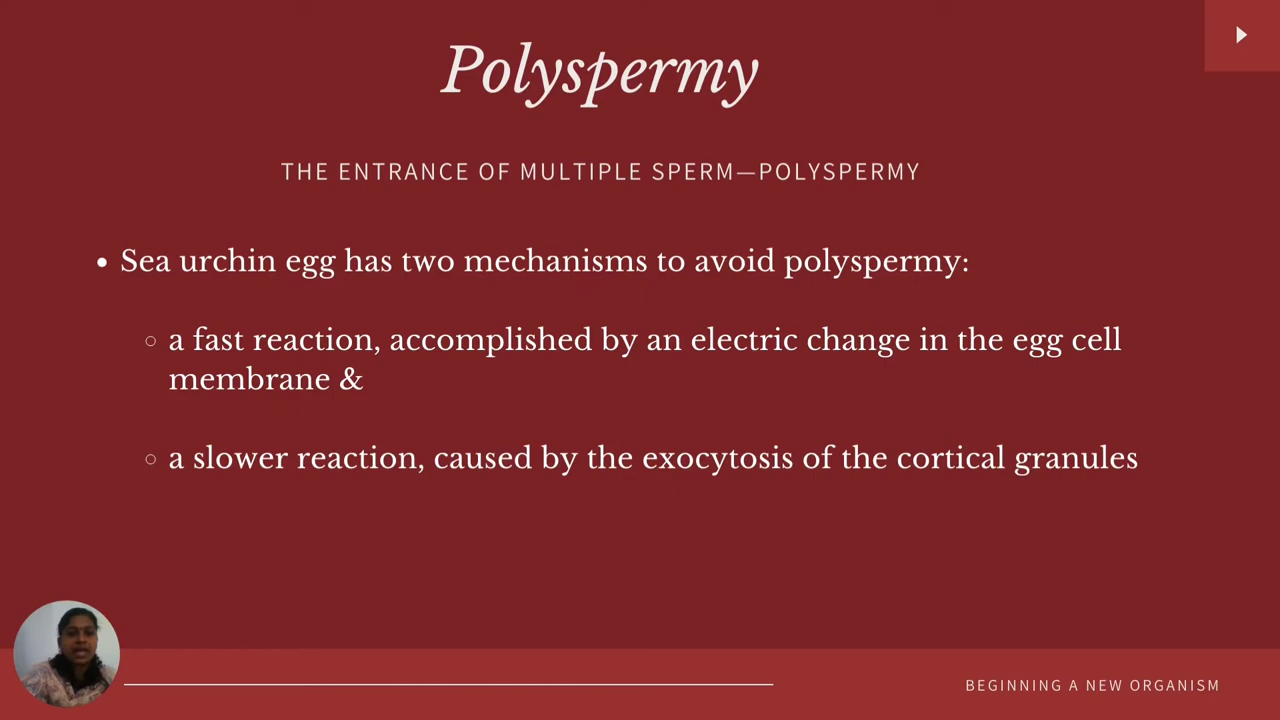 Polyspermy
THE ENTRANCE OF MULTIPLE SPERM—POLYSPERMY
• Sea urchin egg has two mechanisms to avoid polyspermy:
○ a fast reaction, accomplished by an electric change in the egg cell
membrane &
○ a slower reaction, caused by the exocytosis of the cortical granules
BEGINNING A NEW ORGANISM